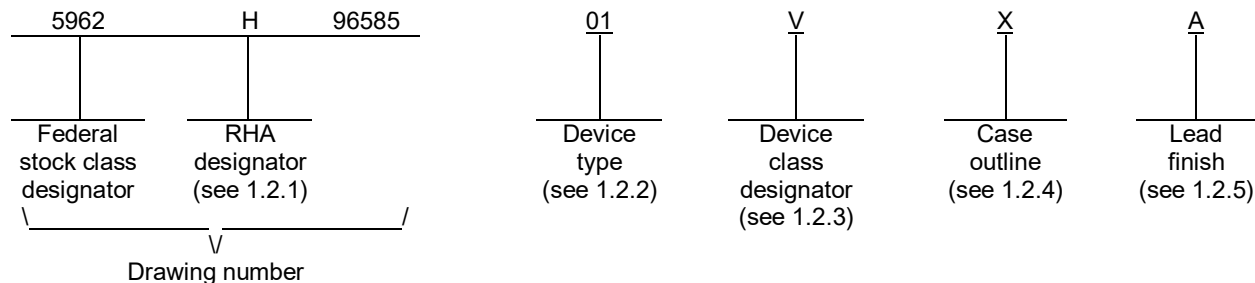 5962 H 96585 01 V X A
Federal stock class designator
RHA designator (see 1.2.1)
Device type (see 1.2.2)
Device class designator (see 1.2.3)
Case outline (see 1.2.4)
Lead finish (see 1.2.5)
Drawing number